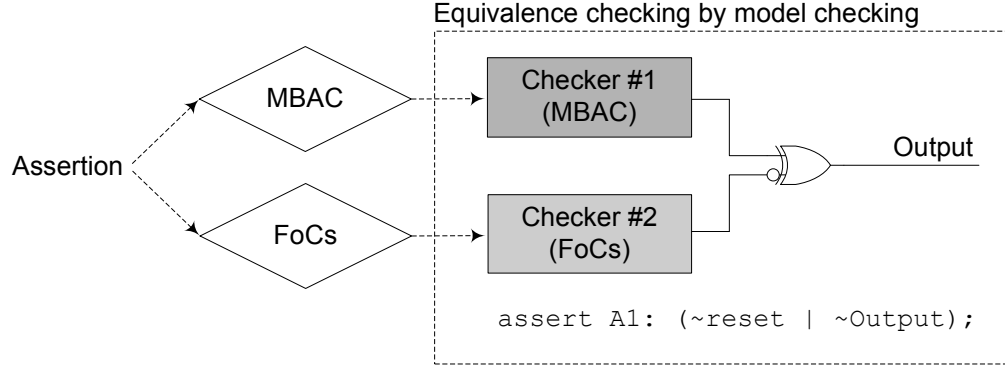 Equivalence checking by model checking
MBAC
Checker #1
(MBAC)
Assertion
Output
FoCs
Checker #2
(FoCs)
assert A1: (~reset | ~Output);